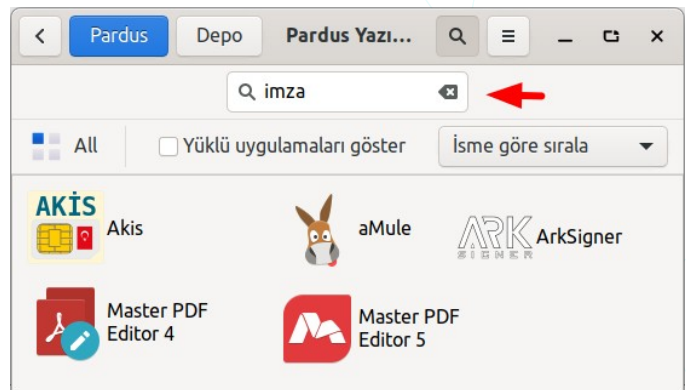 Pardus Depo Pardus Yazı...
imza
All Yüklü uygulamaları göster İsme göre sırala
AKİS Akis aMule ARK SIGNER ArkSigner
Master PDF Editor 4 Master PDF Editor 5